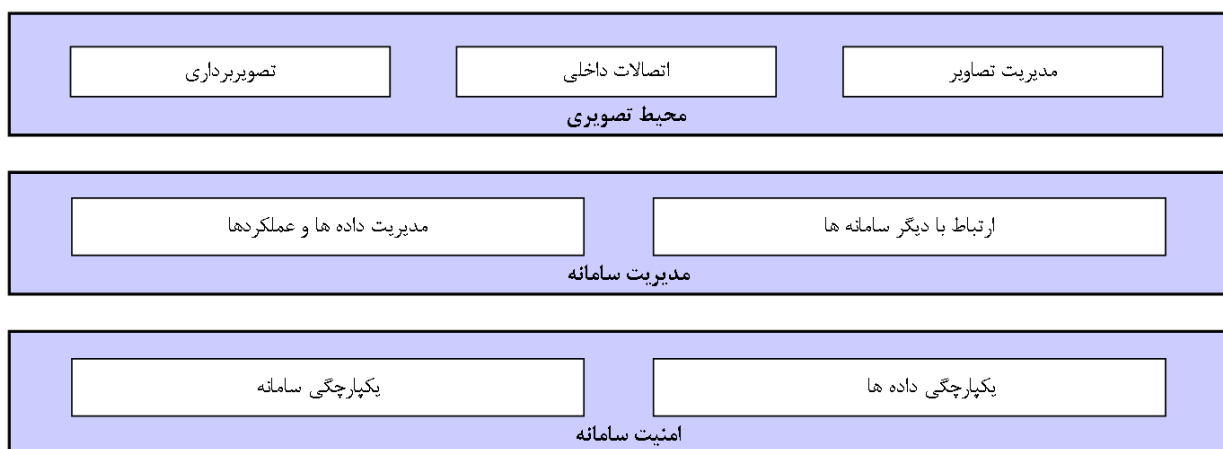 مدیریت تصاویر
اتصالات داخلی
تصویربرداری
محیط تصویری
ارتباط با دیگر سامانه ها
مدیریت داده ها و عملکردها
مدیریت سامانه
یکپارچگی داده ها
یکپارچگی سامانه
امنیت سامانه